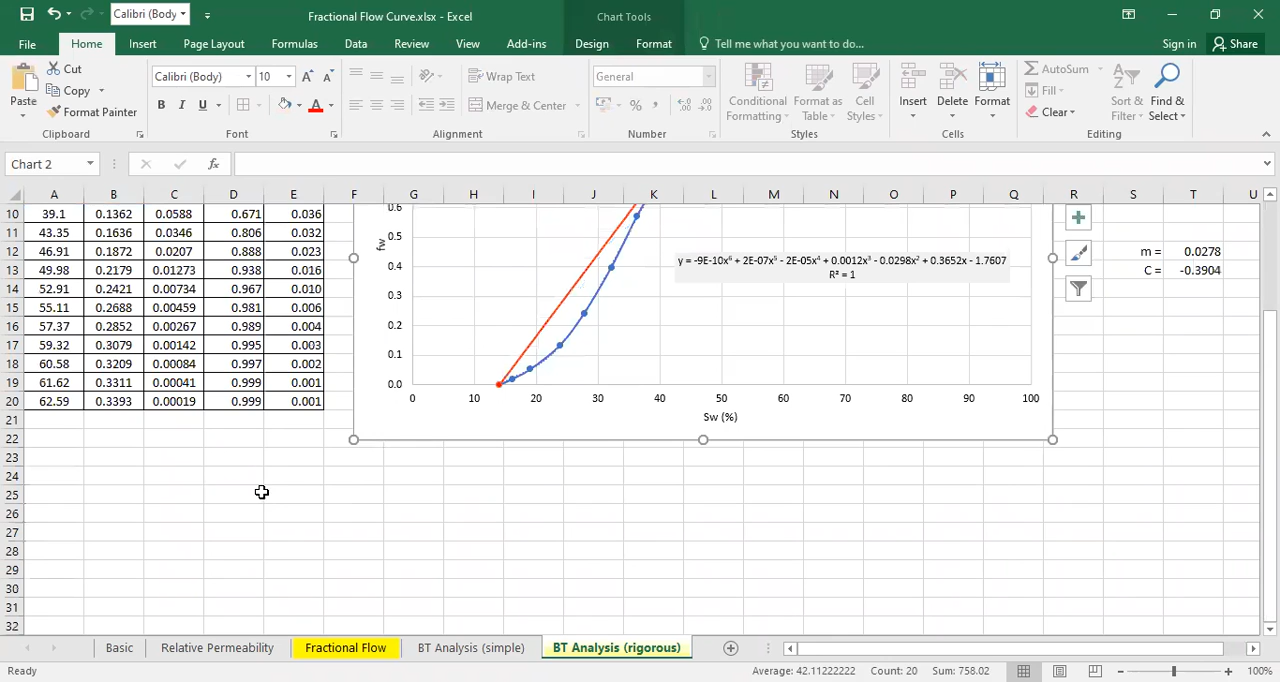 Calibri (Body
Fractional Flow Curve.xlsx - Excel
Chart Tools
File Home Insert Page Layout Formulas Data Review View Add-ins Design Format Tell me what you want to do... Sign in Share
Paste
Cut
Copy
Format Painter
Clipboard
Calibri (Body) 10
B I U A
Font
Wrap Text
Merge & Center
Alignment
General
%
Number
Conditional Formatting
Format as Table
Cell Styles
Styles
Insert Delete Format
Cells
AutoSum
Fill
Clear
Sort & Filter
Find & Select
Editing
Chart 2
fx
A B C D E F G H I J K L M N O P Q R S T U
10 39.1 0.1362 0.0588 0.671 0.036
11 43.35 0.1636 0.0346 0.806 0.032
12 46.91 0.1872 0.0207 0.888 0.023
13 49.98 0.2179 0.01273 0.938 0.016
14 52.91 0.2421 0.00734 0.967 0.010
15 55.11 0.2688 0.00459 0.981 0.006
16 57.37 0.2852 0.00267 0.989 0.004
17 59.32 0.3079 0.00142 0.995 0.003
18 60.58 0.3209 0.00084 0.997 0.002
19 61.62 0.3311 0.00041 0.999 0.001
20 62.59 0.3393 0.00019 0.999 0.001
21
22
23
24
25
26
27
28
29
30
31
32
0.6
0.5
0.4
0.3
0.2
0.1
0.0
fw
y = -9E-10x⁶ + 2E-07x⁵ - 2E-05x⁴ + 0.0012x³ - 0.0298x² + 0.3652x - 1.7607
R² = 1
0 10 20 30 40 50 60 70 80 90 100
Sw (%)
m = 0.0278
C = -0.3904
Basic Relative Permeability Fractional Flow BT Analysis (simple) BT Analysis (rigorous)
Ready Average: 42.11222222 Count: 20 Sum: 758.02 100%